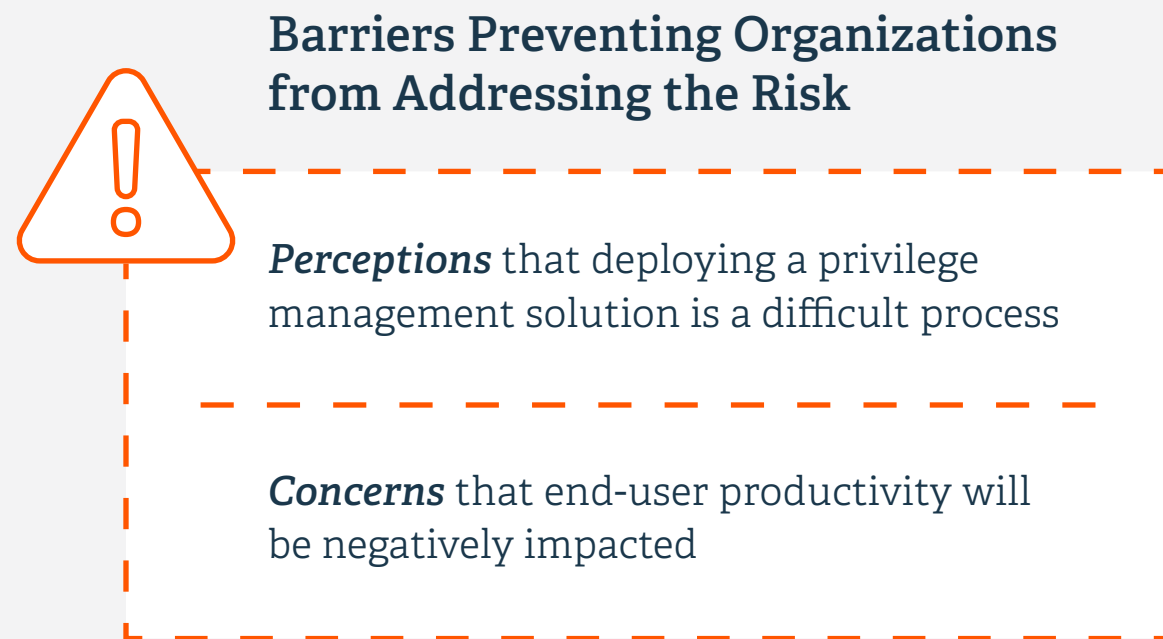 Barriers Preventing Organizations
from Addressing the Risk
Perceptions that deploying a privilege
management solution is a difficult process
Concerns that end-user productivity will
be negatively impacted